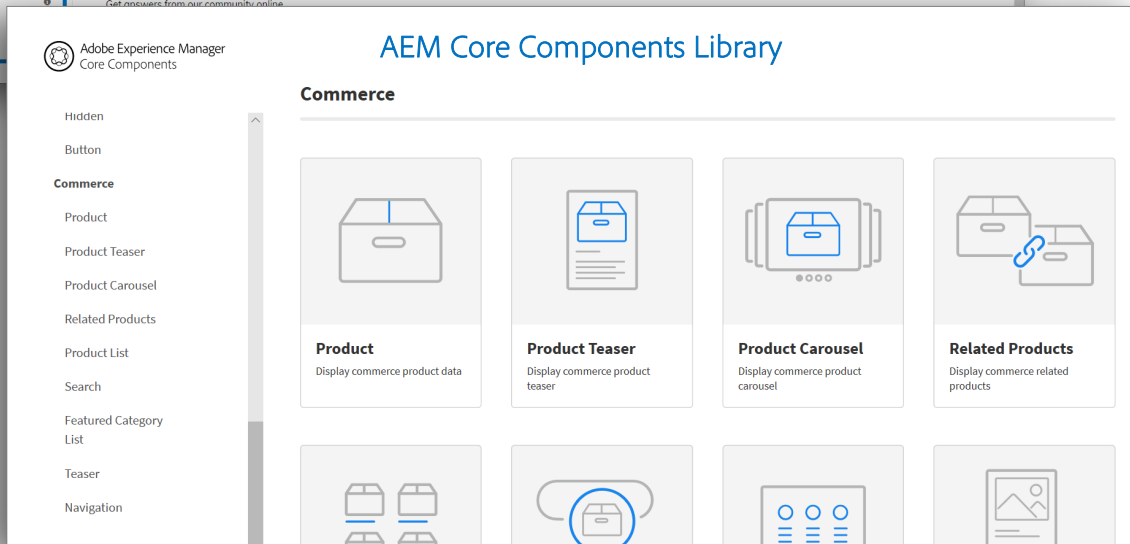 Get answers from our community online
Adobe Experience Manager
Core Components
AEM Core Components Library
Hidden
Button
Commerce
Product
Product Teaser
Product Carousel
Related Products
Product List
Search
Featured Category
List
Teaser
Navigation
Commerce
Product
Display commerce product data
Product Teaser
Display commerce product
teaser
Product Carousel
Display commerce product
carousel
Related Products
Display commerce related
products